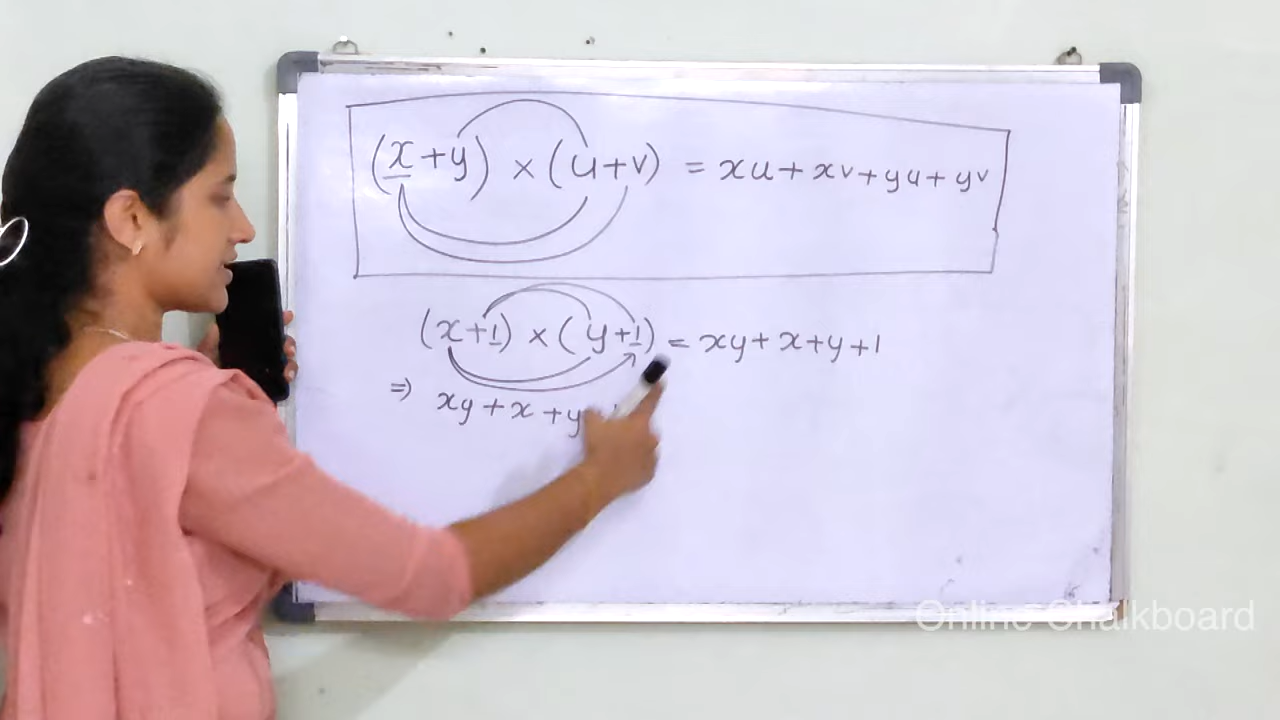 (x+y) × (u+v) = xu + xv + yu + yv
(x+1) × (y+1) = xy + x + y + 1
⇒ xy + x + y
Online Chalkboard